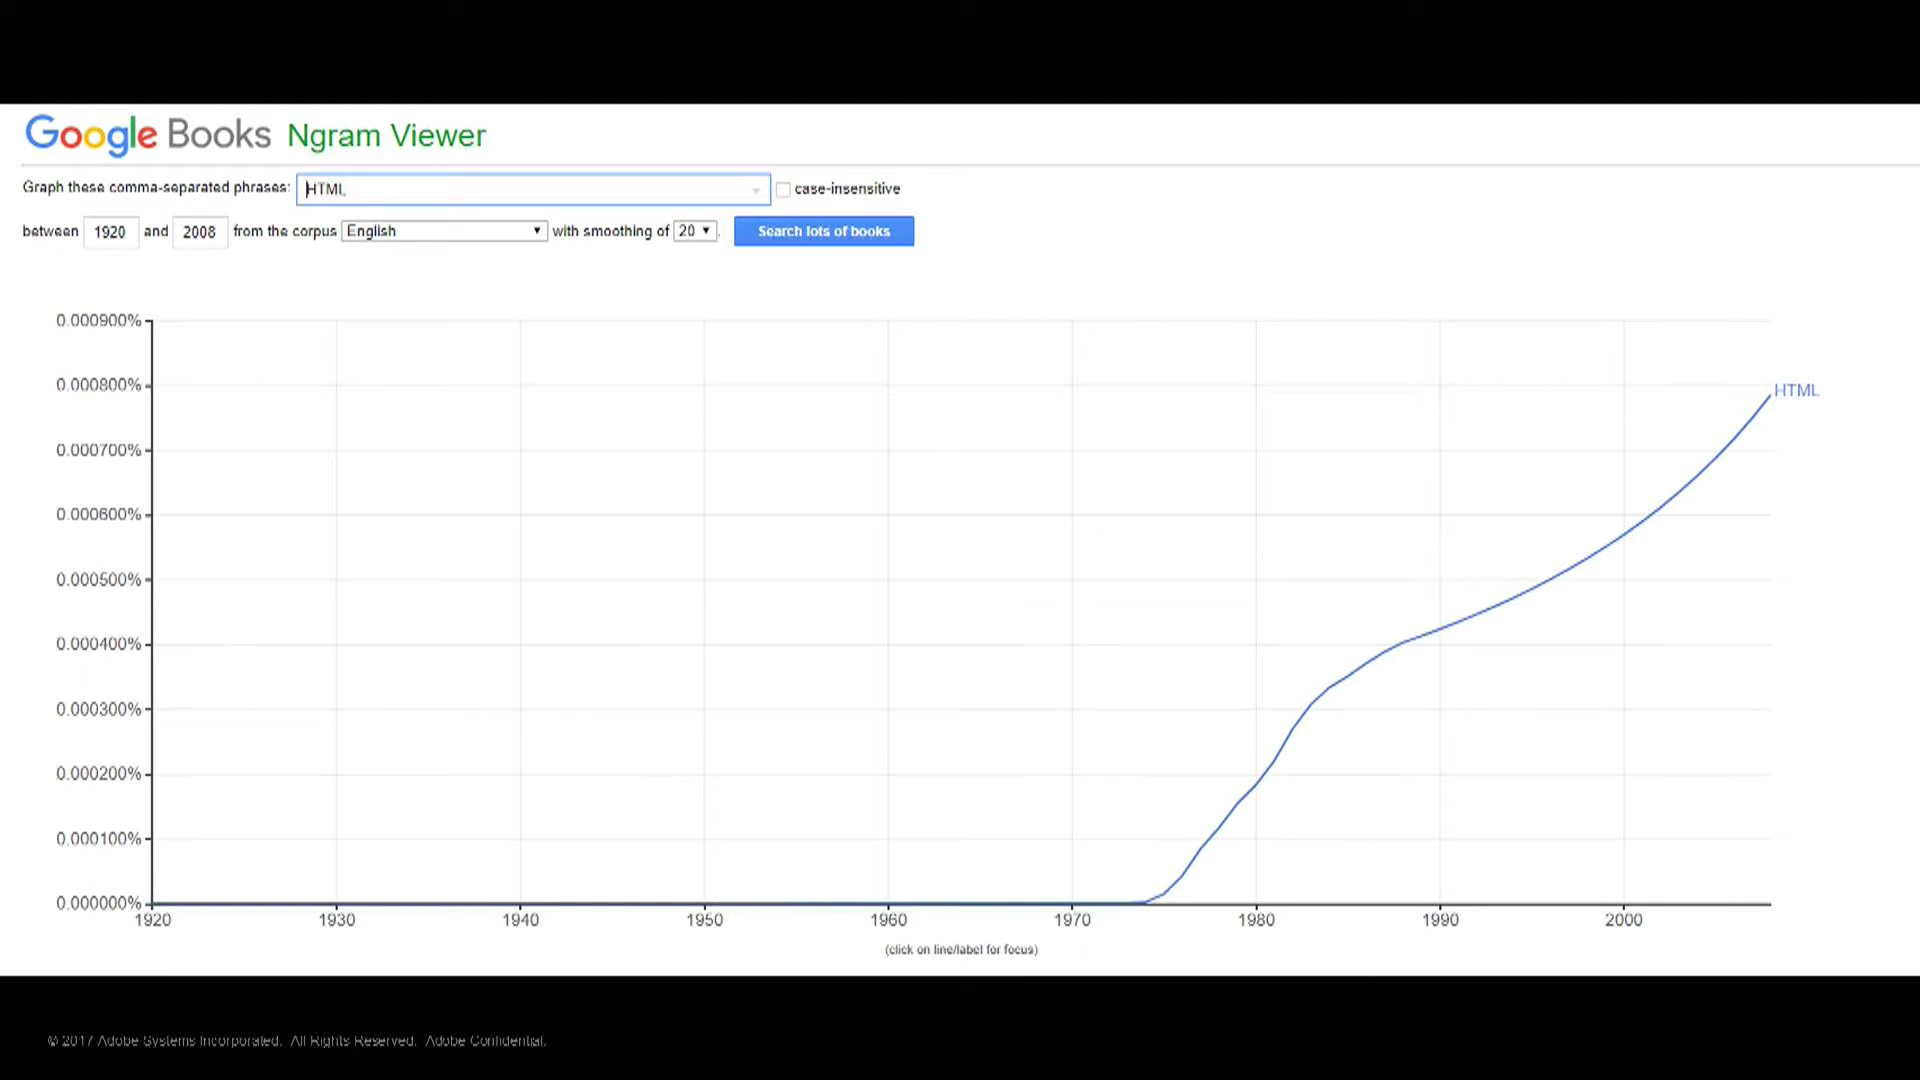 Google Books Ngram Viewer
Graph these comma-separated phrases: HTML case-insensitive
between 1920 and 2008 from the corpus English with smoothing of 20 . Search lots of books
0.000900%
0.000800%
HTML
0.000700%
0.000600%
0.000500%
0.000400%
0.000300%
0.000200%
0.000100%
0.000000%
1920 1930 1940 1950 1960 1970 1980 1990 2000
(click on line/label for focus)
© 2017 Adobe Systems Incorporated. All Rights Reserved. Adobe Confidential.